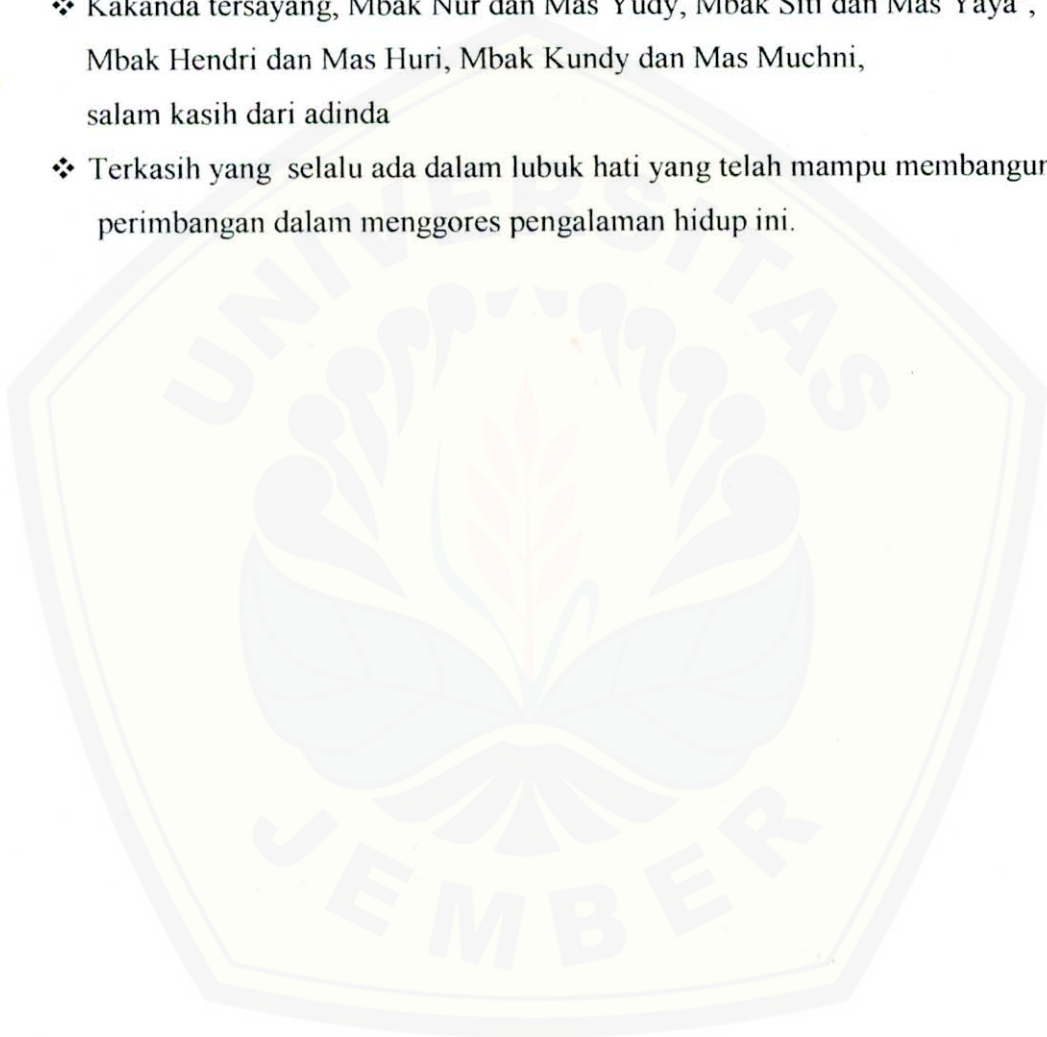 ❖ Kakanda tersayang, Mbak Nur dan Mas Yudy, Mbak Siti dan Mas Yaya ,
Mbak Hendri dan Mas Huri, Mbak Kundy dan Mas Muchni,
salam kasih dari adinda
❖ Terkasih yang selalu ada dalam lubuk hati yang telah mampu membangun
perimbangan dalam menggores pengalaman hidup ini.
UNIVERSITAS
JEMBER